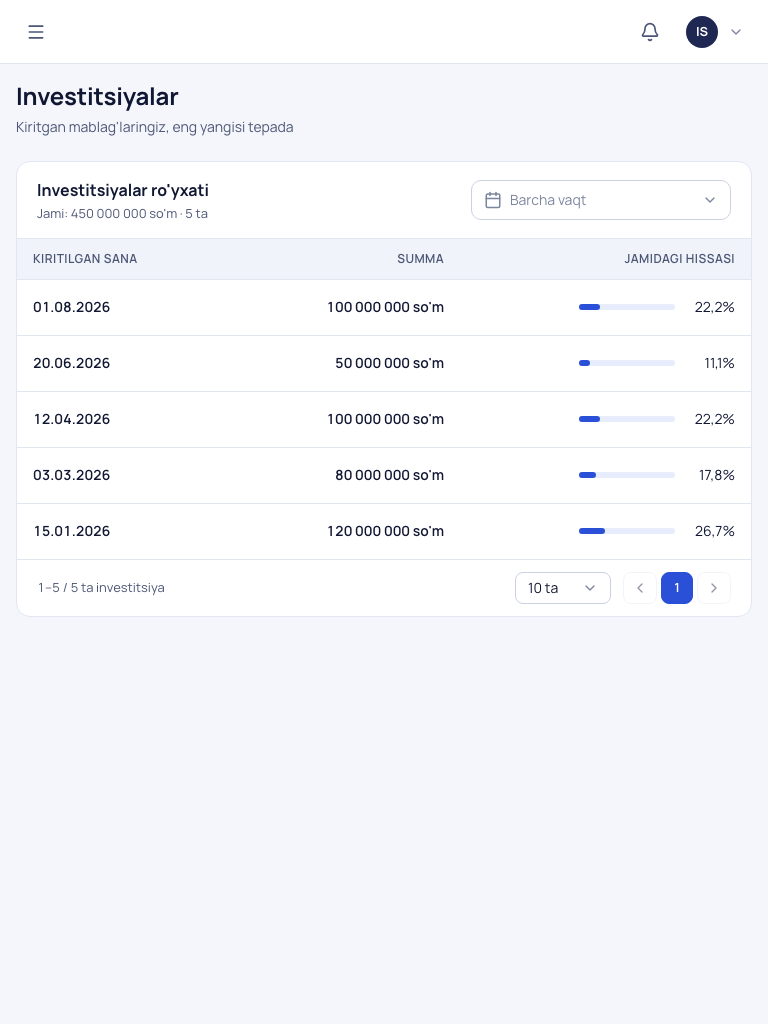 IS
Investitsiyalar
Kiritgan mablag'laringiz, eng yangisi tepada
Investitsiyalar ro'yxati
Jami: 450 000 000 so'm · 5 ta
Barcha vaqt
KIRITILGAN SANA SUMMA JAMIDAGI HISSASI
01.08.2026 100 000 000 so'm 22,2%
20.06.2026 50 000 000 so'm 11,1%
12.04.2026 100 000 000 so'm 22,2%
03.03.2026 80 000 000 so'm 17,8%
15.01.2026 120 000 000 so'm 26,7%
1–5 / 5 ta investitsiya 10 ta 1